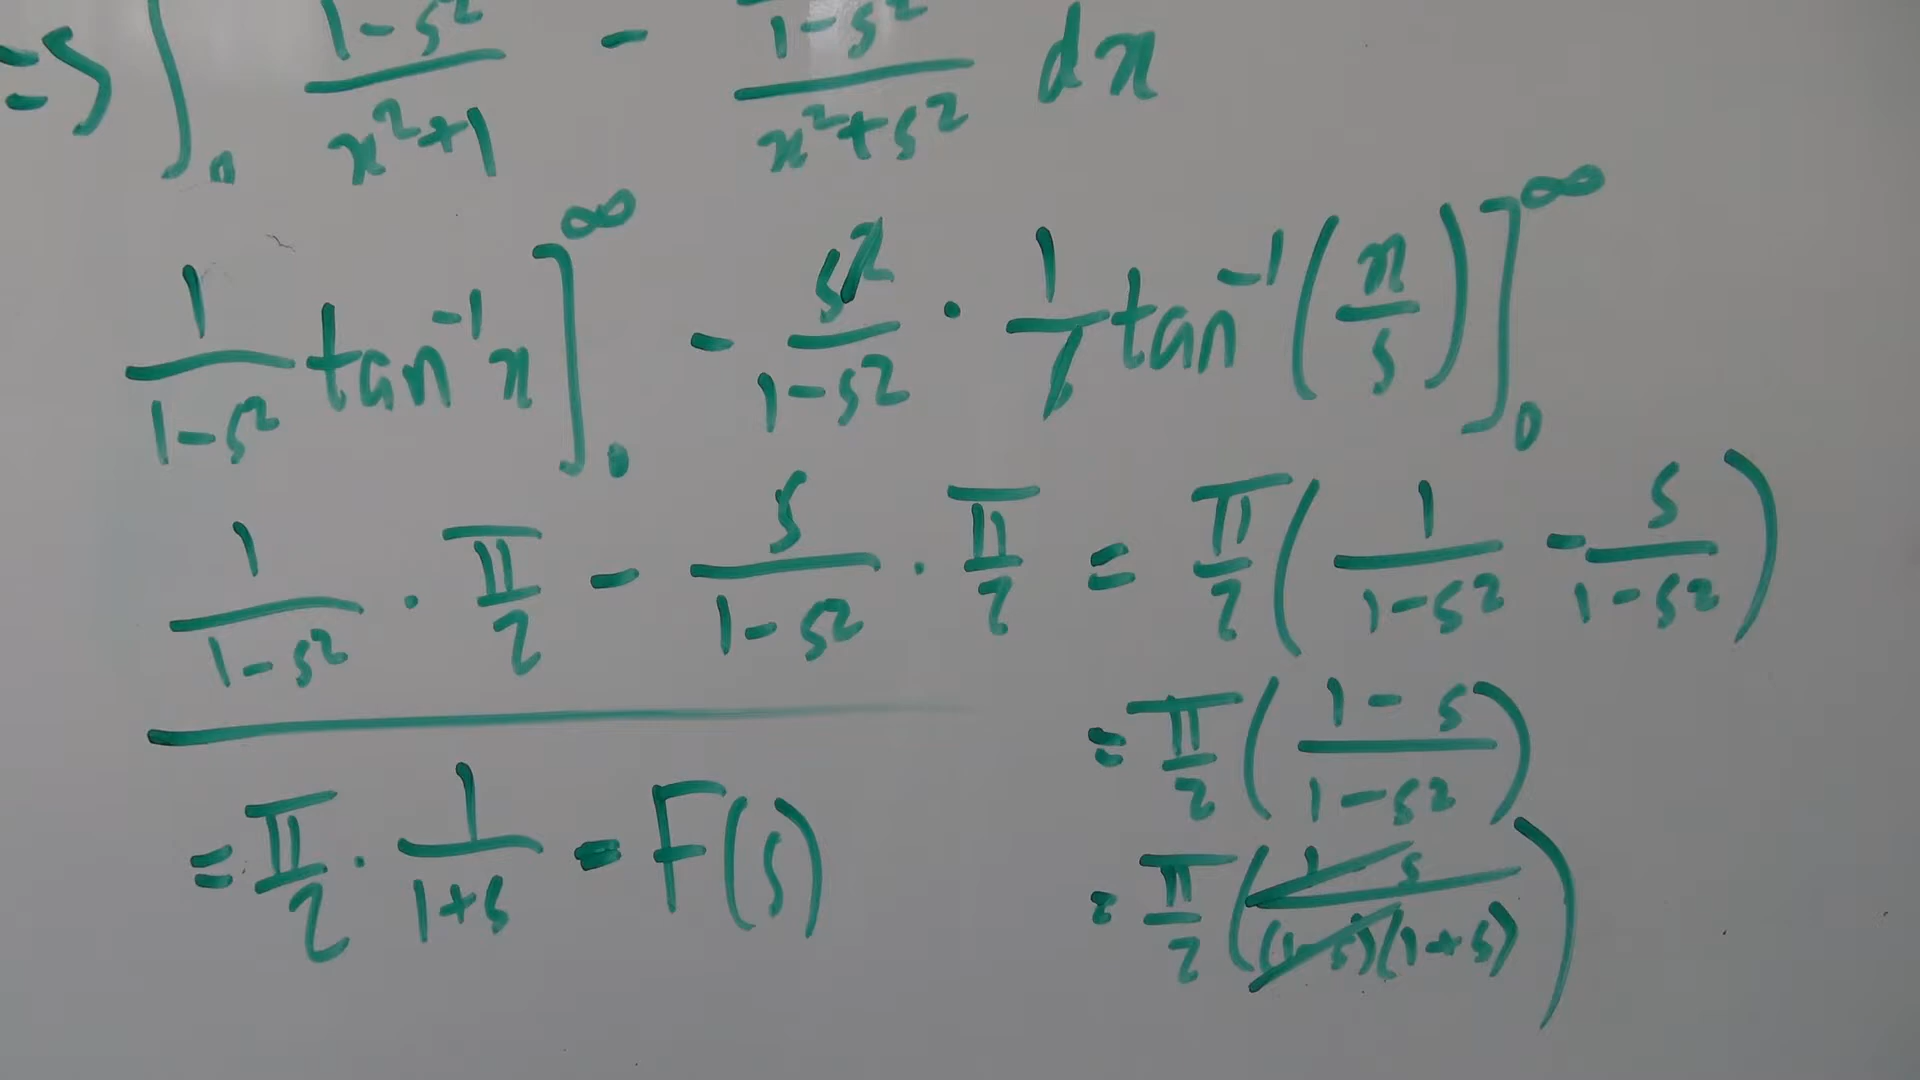 => ∫₀ 1-s²/(x²+1) - 1-s²/(x²+s²) dx
1/(1-s²) tan⁻¹x]₀^∞ - s²/(1-s²) · 1/s tan⁻¹(x/s)]₀^∞
1/(1-s²) · π/2 - s/(1-s²) · π/2 = π/2 (1/(1-s²) - s/(1-s²))
= π/2 ((1-s)/(1-s²))
= π/2 · 1/(1+s) = F(s)
= π/2 ((1-s)/((1-s)(1+s)))